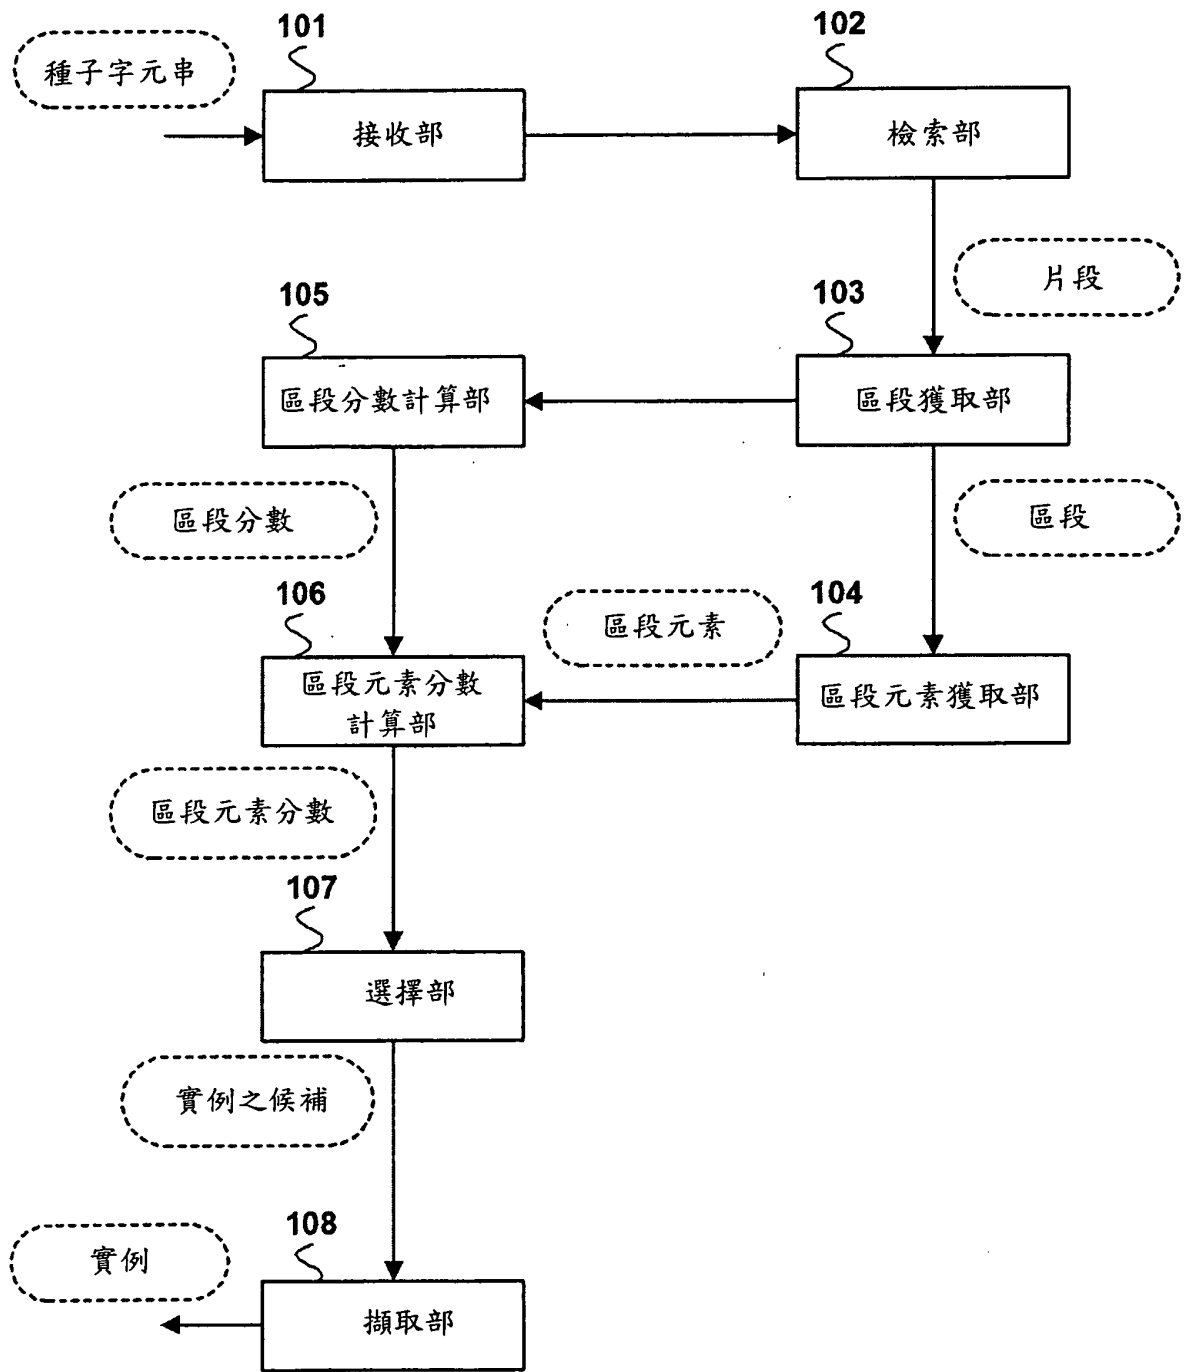 101
102
種子字元串
接收部
檢索部
片段
105
103
區段分數計算部
區段獲取部
區段分數
區段
106
區段元素
104
區段元素分數
計算部
區段元素獲取部
區段元素分數
107
選擇部
實例之候補
108
實例
擷取部